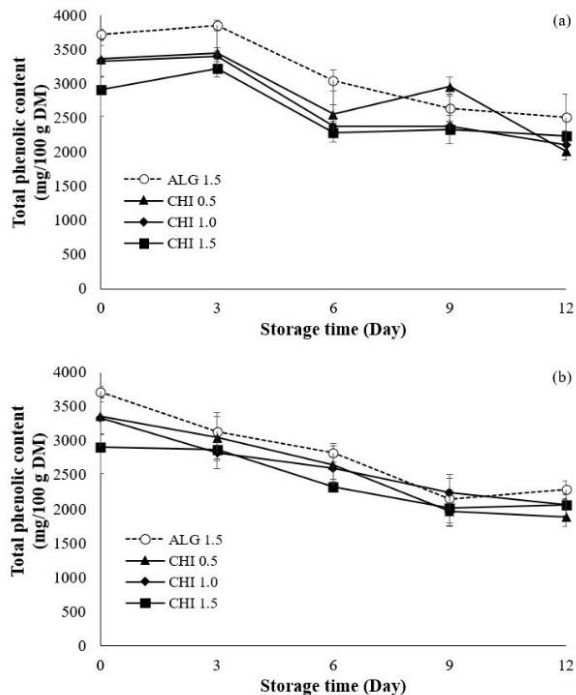 (a)
4000
3500
3000
2500
2000
1500
1000
500
0
Total phenolic content
(mg/100 g DM)
ALG 1.5
CHI 0.5
CHI 1.0
CHI 1.5
0 3 6 9 12
Storage time (Day)
(b)
4000
3500
3000
2500
2000
1500
1000
500
0
Total phenolic content
(mg/100 g DM)
ALG 1.5
CHI 0.5
CHI 1.0
CHI 1.5
0 3 6 9 12
Storage time (Day)